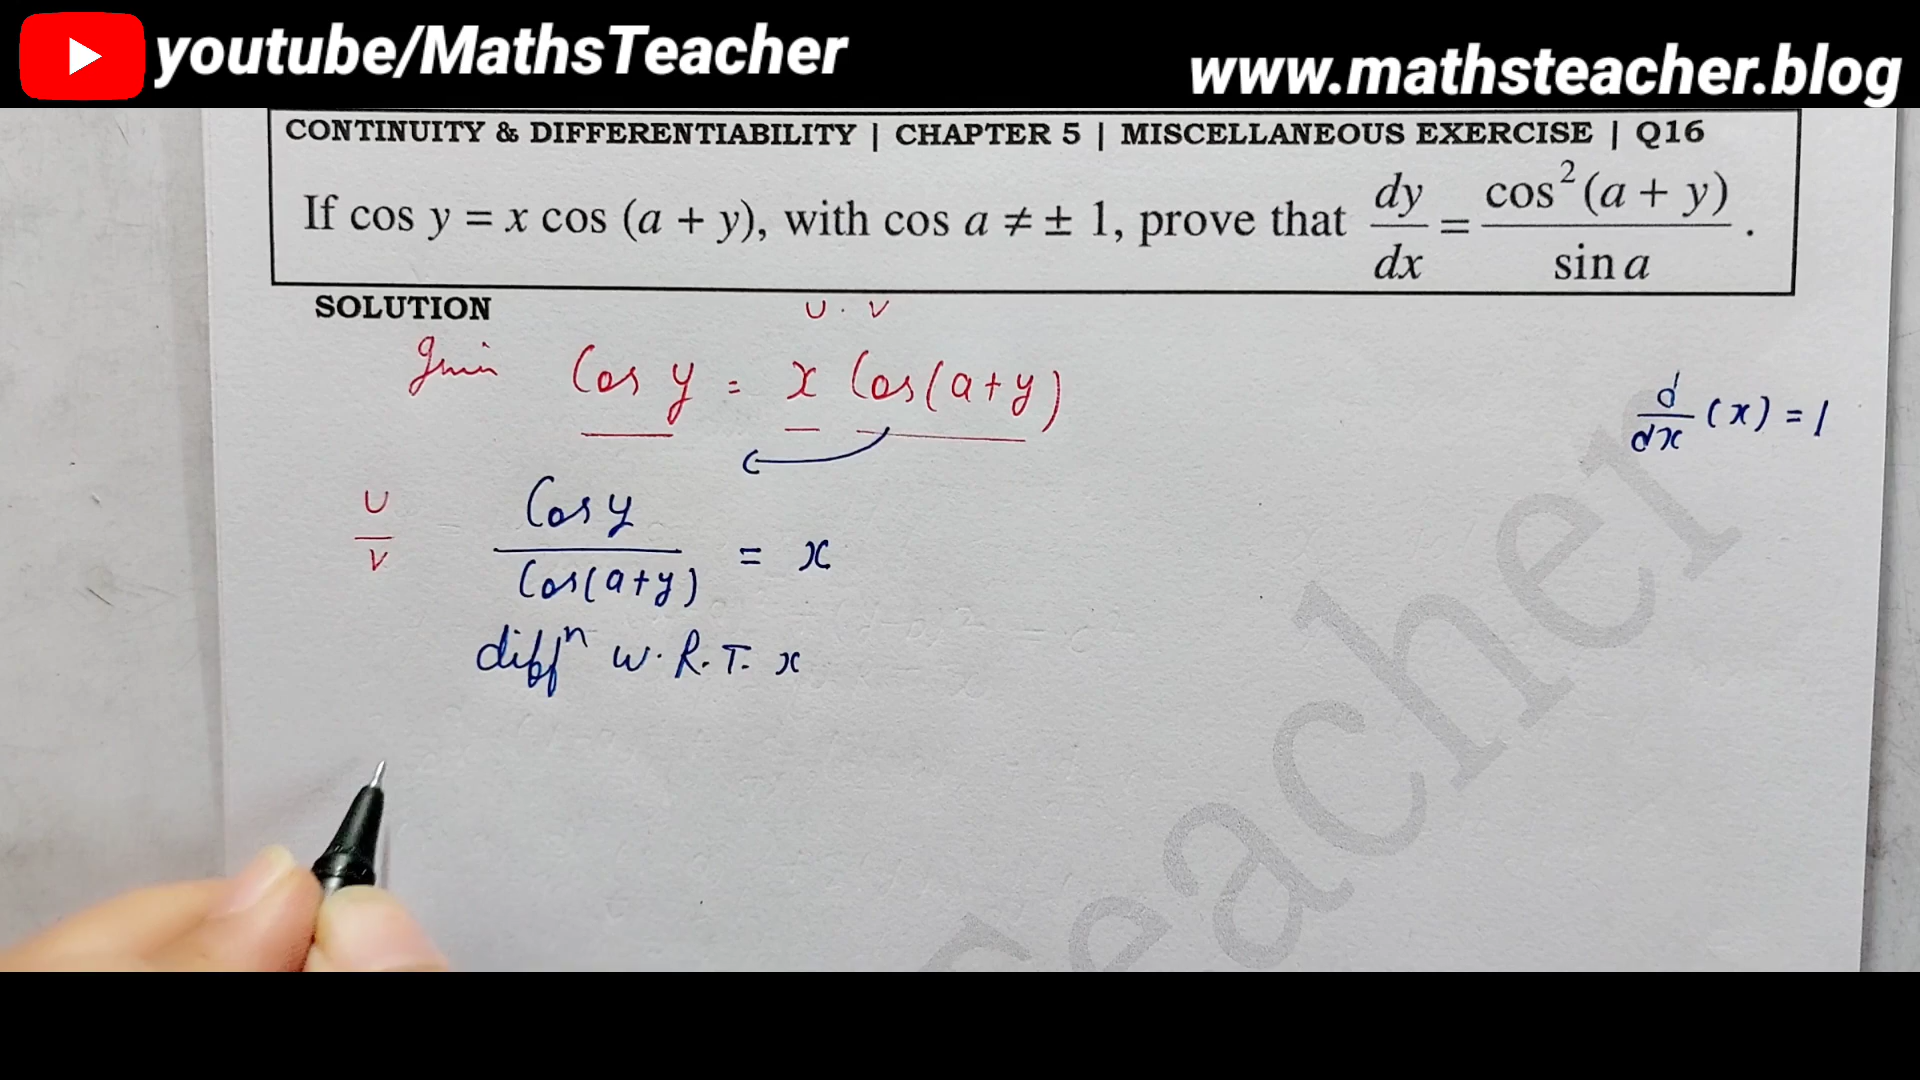 youtube/MathsTeacher
www.mathsteacher.blog
CONTINUITY & DIFFERENTIABILITY | CHAPTER 5 | MISCELLANEOUS EXERCISE | Q16
If cos y = x cos (a + y), with cos a ≠ ± 1, prove that dy/dx = cos²(a + y)/sin a .
SOLUTION
U . V
Cos y = x Cos(a+y)
d/dx (x) = 1
U/V Cos y/Cos(a+y) = x
diffⁿ W.R.T. x
Teacher